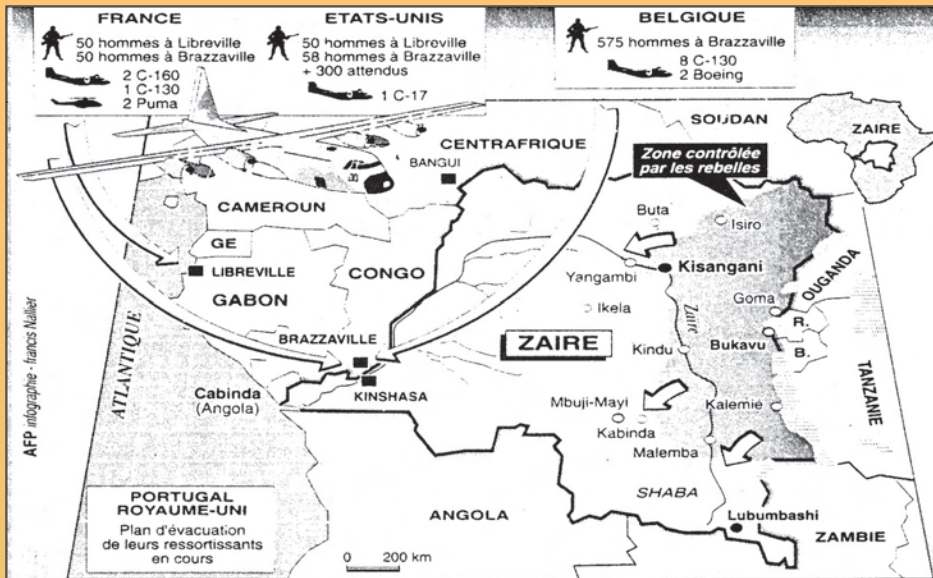 FRANCE
50 hommes à Libreville
50 hommes à Brazzaville
2 C-160
1 C-130
2 Puma
ETATS-UNIS
50 hommes à Libreville
58 hommes à Brazzaville
+ 300 attendus
1 C-17
BELGIQUE
575 hommes à Brazzaville
8 C-130
2 Boeing
SOUDAN
ZAIRE
CENTRAFRIQUE
BANGUI
Zone contrôlée
par les rebelles
CAMEROUN
Buta
Isiro
GE
LIBREVILLE
CONGO
Yangambi
Kisangani
OUGANDA
GABON
Ikela
Goma
Zaïre
R.
BRAZZAVILLE
ZAIRE
Kindu
Bukavu
B.
ATLANTIQUE
TANZANIE
Cabinda
(Angola)
KINSHASA
Mbuji-Mayi
Kalemié
Kabinda
Malemba
AFP infographie - francis Nallier
SHABA
PORTUGAL
ROYAUME-UNI
Plan d'évacuation
de leurs ressortissants
en cours
ANGOLA
Lubumbashi
ZAMBIE
0 200 km